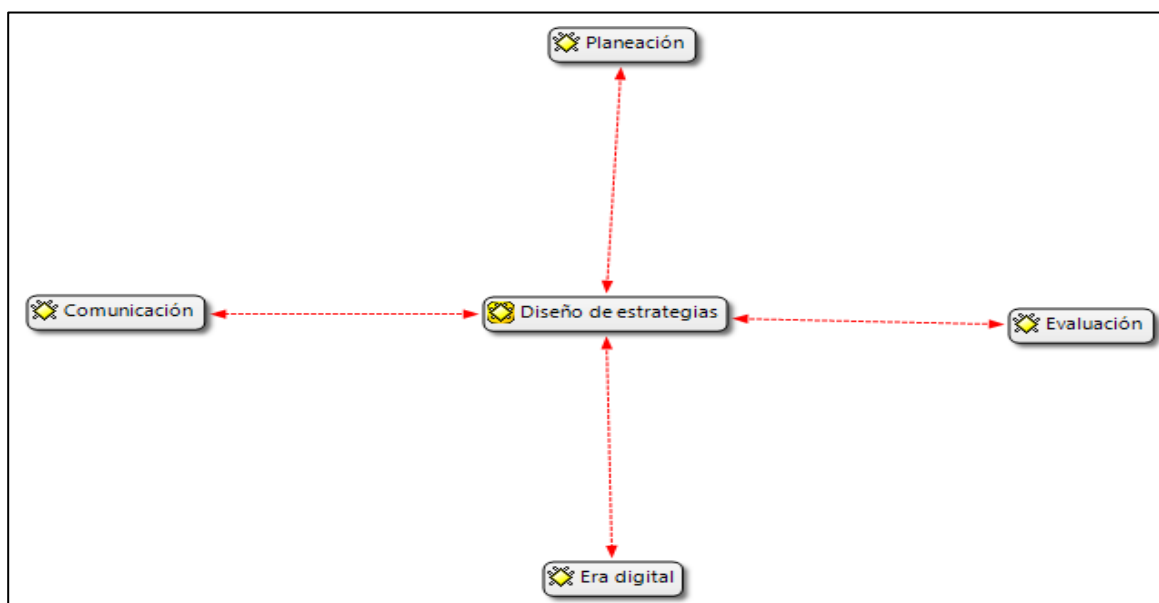 Planeación
Comunicación
Diseño de estrategias
Evaluación
Era digital